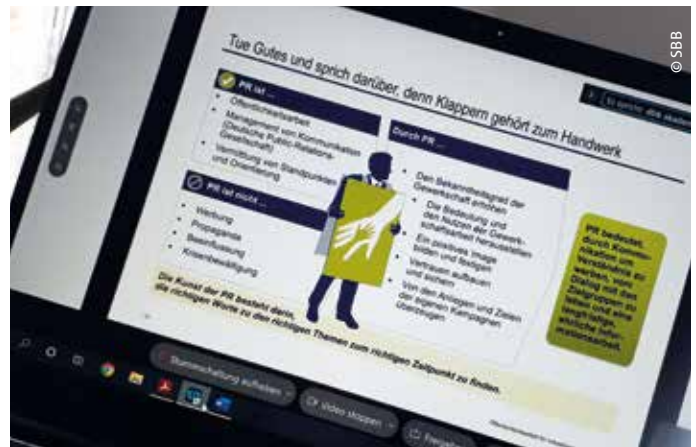 © SBB
Es spricht: dbb akademie
Tue Gutes und sprich darüber, denn Klappern gehört zum Handwerk
PR ist ...
Öffentlichkeitsarbeit
Management von Kommunikation
(Deutsche Public-Relations-
Gesellschaft)
Vermittlung von Standpunkten
und Orientierung
PR ist nicht ...
Werbung
Propaganda
Beeinflussung
Krisenbewältigung
Durch PR ...
Den Bekanntheitsgrad der
Gewerkschaft erhöhen
Die Bedeutung und
den Nutzen der Gewerk-
schaftsarbeit herausstellen
Ein positives Image
bilden und festigen
Vertrauen aufbauen
und sichern
Von den Anliegen und Zielen
der eigenen Kampagnen
überzeugen
PR bedeutet,
durch Kommu-
nikation um
Verständnis zu
werben, vom
Dialog mit den
Zielgruppen zu
leben und eine
langfristige,
ehrliche Infor-
mationsarbeit.
Die Kunst der PR besteht darin,
die richtigen Worte zu den richtigen Themen zum richtigen Zeitpunkt zu finden.
Stummschaltung aufheben
Video stoppen
Freigeben